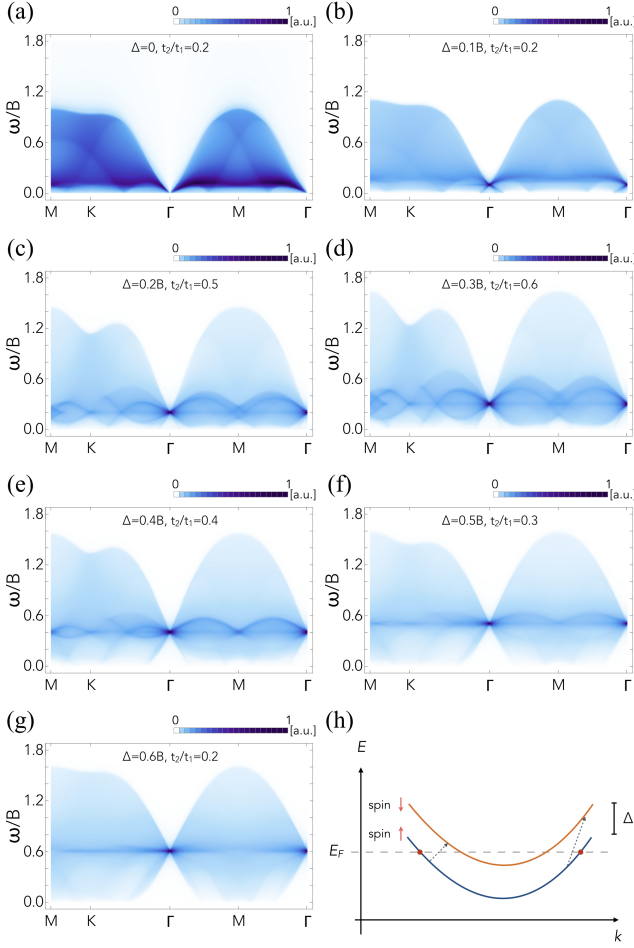 (a)
0 1
[a.u.]
Δ=0, t₂/t₁=0.2
ω/B
1.8
1.2
0.6
0.0
M K Γ M Γ
(b)
0 1
[a.u.]
Δ=0.1B, t₂/t₁=0.2
ω/B
1.8
1.2
0.6
0.0
M K Γ M Γ
(c)
0 1
[a.u.]
Δ=0.2B, t₂/t₁=0.5
ω/B
1.8
1.2
0.6
0.0
M K Γ M Γ
(d)
0 1
[a.u.]
Δ=0.3B, t₂/t₁=0.6
ω/B
1.8
1.2
0.6
0.0
M K Γ M Γ
(e)
0 1
[a.u.]
Δ=0.4B, t₂/t₁=0.4
ω/B
1.8
1.2
0.6
0.0
M K Γ M Γ
(f)
0 1
[a.u.]
Δ=0.5B, t₂/t₁=0.3
ω/B
1.8
1.2
0.6
0.0
M K Γ M Γ
(g)
0 1
[a.u.]
Δ=0.6B, t₂/t₁=0.2
ω/B
1.8
1.2
0.6
0.0
M K Γ M Γ
(h)
E
spin ↓
spin ↑
Δ
E_F
k